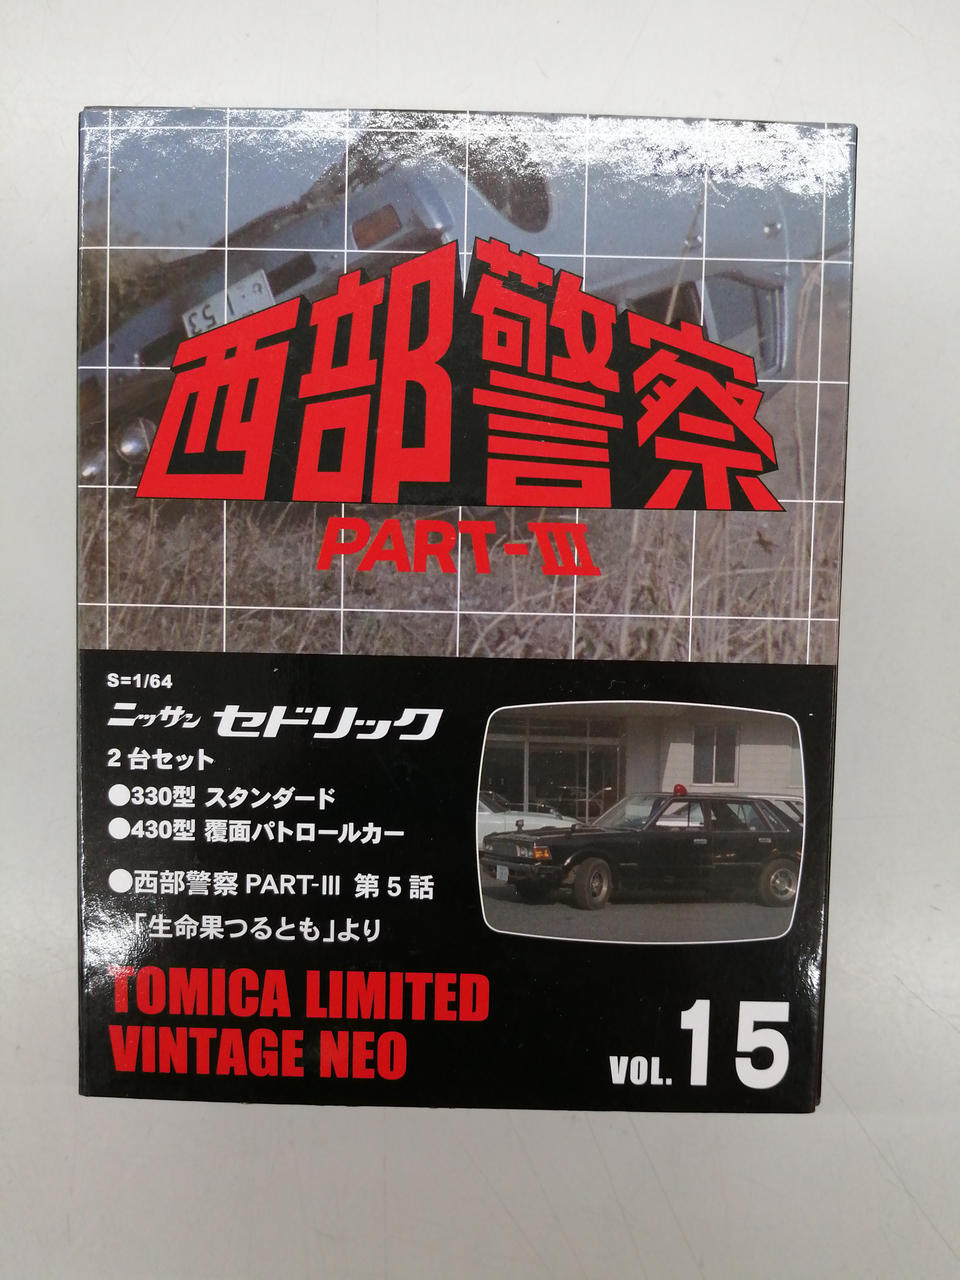 53
西部警察
PART-III
S=1/64
ニッサン セドリック
2台セット
●330型 スタンダード
●430型 覆面パトロールカー
●西部警察 PART-III 第5話
「生命果つるとも」より
TOMICA LIMITED
VINTAGE NEO
VOL. 15